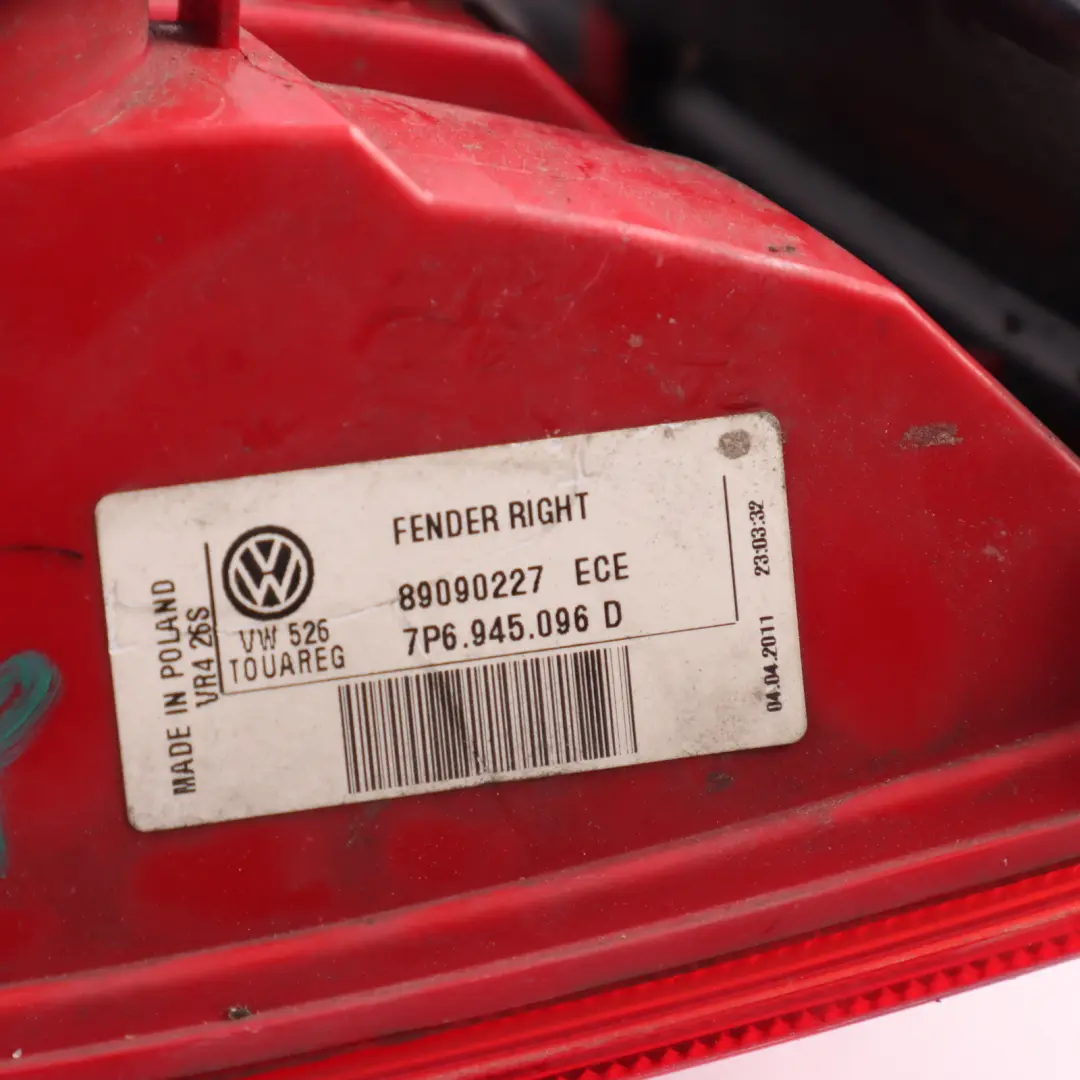 FENDER RIGHT
89090227 ECE
7P6.945.096 D
VW 526
TOUAREG
MADE IN POLAND
VR4 26S
04.04.2011 23:03:32